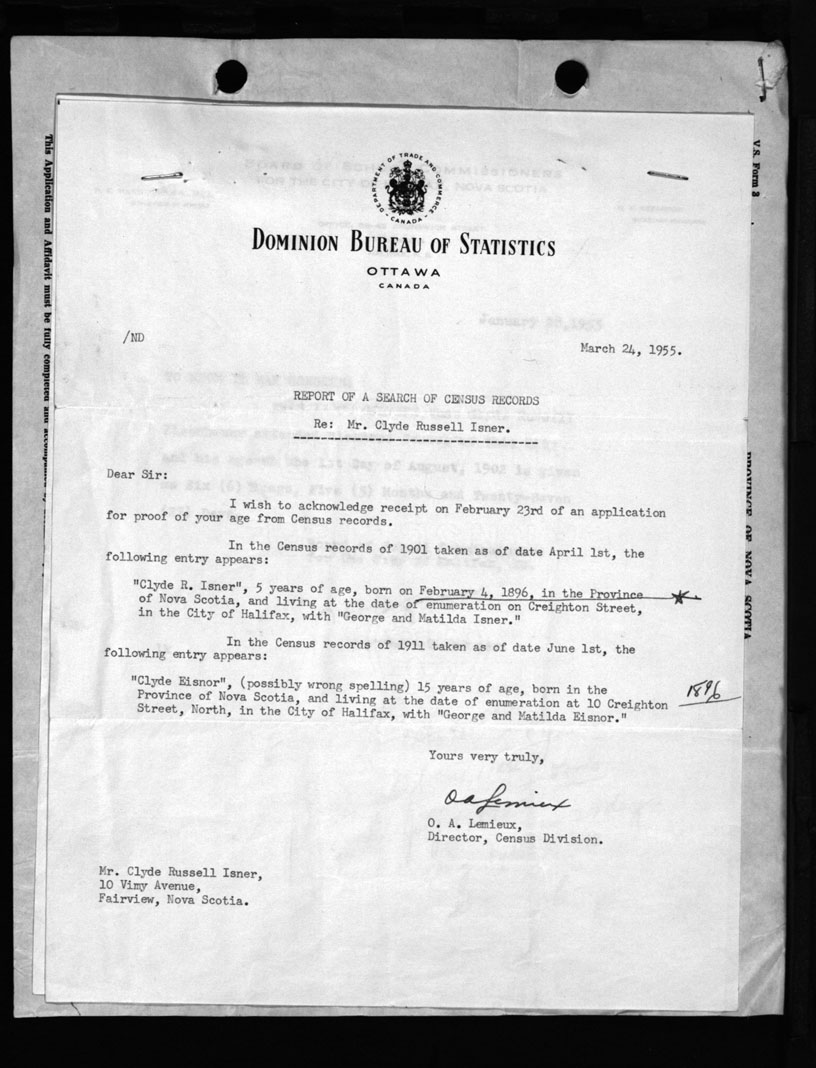 DEPARTMENT OF TRADE AND COMMERCE
CANADA
DOMINION BUREAU OF STATISTICS
OTTAWA
CANADA
/ND
March 24, 1955.
REPORT OF A SEARCH OF CENSUS RECORDS
Re: Mr. Clyde Russell Isner.
Dear Sir:
I wish to acknowledge receipt on February 23rd of an application
for proof of your age from Census records.
In the Census records of 1901 taken as of date April 1st, the
following entry appears:
"Clyde R. Isner", 5 years of age, born on February 4, 1896, in the Province
of Nova Scotia, and living at the date of enumeration on Creighton Street,
in the City of Halifax, with "George and Matilda Isner."
In the Census records of 1911 taken as of date June 1st, the
following entry appears:
"Clyde Eisnor", (possibly wrong spelling) 15 years of age, born in the
Province of Nova Scotia, and living at the date of enumeration at 10 Creighton
Street, North, in the City of Halifax, with "George and Matilda Eisnor."
1896
Yours very truly,
O A Lemieux
O. A. Lemieux,
Director, Census Division.
Mr. Clyde Russell Isner,
10 Vimy Avenue,
Fairview, Nova Scotia.
This Application and Affidavit must be fully completed and
V.S. Form 3
PROVINCE OF NOVA SCOTIA